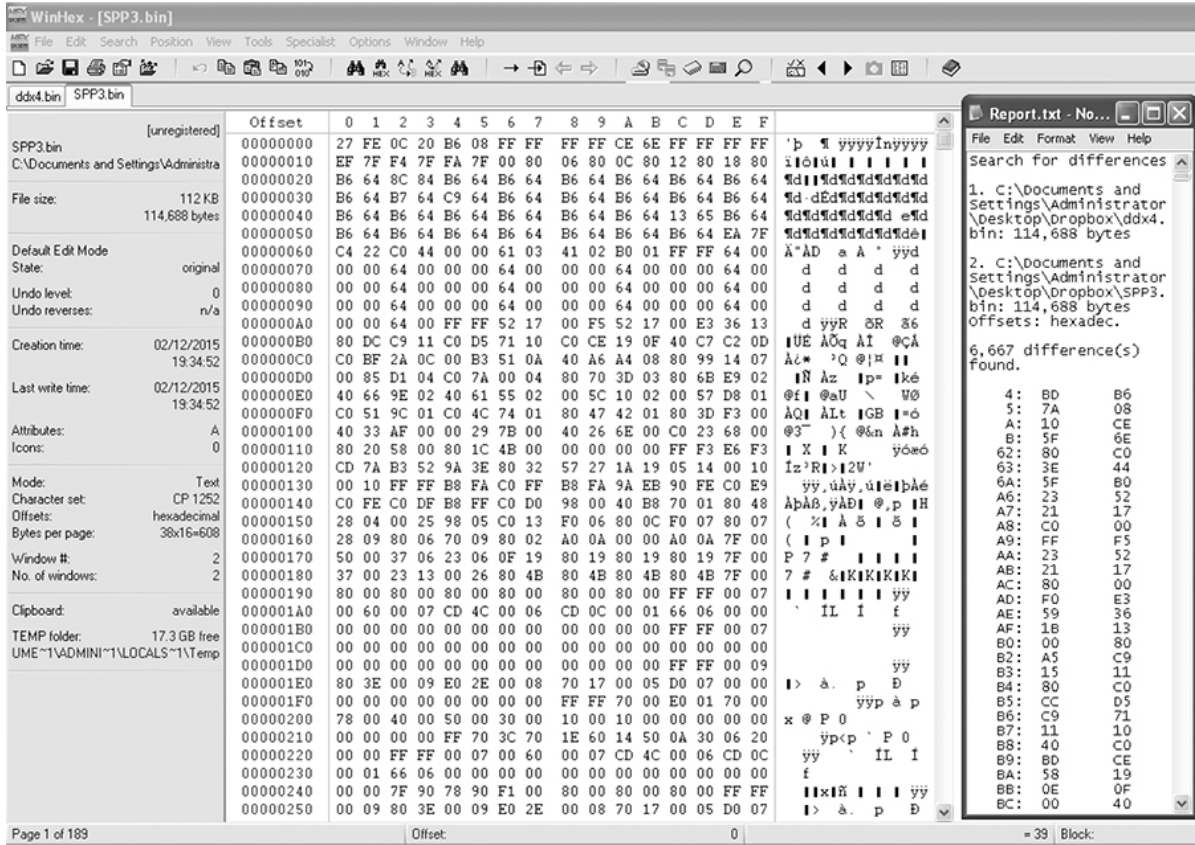 WinHex - [SPP3.bin]
File Edit Search Position View Tools Specialist Options Window Help
ddx4.bin SPP3.bin
[unregistered]
SPP3.bin
C:\Documents and Settings\Administra
File size: 112 KB
114,688 bytes
Default Edit Mode
State: original
Undo level: 0
Undo reverses: n/a
Creation time: 02/12/2015
19:34:52
Last write time: 02/12/2015
19:34:52
Attributes: A
Icons: 0
Mode: Text
Character set: CP 1252
Offsets: hexadecimal
Bytes per page: 38x16=608
Window #: 2
No. of windows: 2
Clipboard: available
TEMP folder: 17.3 GB free
UME~1\ADMINI~1\LOCALS~1\Temp
Offset 0 1 2 3 4 5 6 7 8 9 A B C D E F
00000000 27 FE 0C 20 B6 08 FF FF FF FF CE 6E FF FF FF FF
00000010 EF 7F F4 7F FA 7F 00 80 06 80 0C 80 12 80 18 80
00000020 B6 64 8C 84 B6 64 B6 64 B6 64 B6 64 B6 64 B6 64
00000030 B6 64 B7 64 C9 64 B6 64 B6 64 B6 64 B6 64 B6 64
00000040 B6 64 B6 64 B6 64 B6 64 B6 64 B6 64 13 65 B6 64
00000050 B6 64 B6 64 B6 64 B6 64 B6 64 B6 64 B6 64 EA 7F
00000060 C4 22 C0 44 00 00 61 03 41 02 B0 01 FF FF 64 00
00000070 00 00 64 00 00 00 64 00 00 00 64 00 00 00 64 00
00000080 00 00 64 00 00 00 64 00 00 00 64 00 00 00 64 00
00000090 00 00 64 00 00 00 64 00 00 00 64 00 00 00 64 00
000000A0 00 00 64 00 FF FF 52 17 00 F5 52 17 00 E3 36 13
000000B0 80 DC C9 11 C0 D5 71 10 C0 CE 19 0F 40 C7 C2 0D
000000C0 C0 BF 2A 0C 00 B3 51 0A 40 A6 A4 08 80 99 14 07
000000D0 00 85 D1 04 C0 7A 00 04 80 70 3D 03 80 6B E9 02
000000E0 40 66 9E 02 40 61 55 02 00 5C 10 02 00 57 D8 01
000000F0 C0 51 9C 01 C0 4C 74 01 80 47 42 01 80 3D F3 00
00000100 40 33 AF 00 00 29 7B 00 40 26 6E 00 C0 23 68 00
00000110 80 20 58 00 80 1C 4B 00 00 00 00 00 FF F3 E6 F3
00000120 CD 7A B3 52 9A 3E 80 32 57 27 1A 19 05 14 00 10
00000130 00 10 FF FF B8 FA C0 FF B8 FA 9A EB 90 FE C0 E9
00000140 C0 FE C0 DF B8 FF C0 D0 98 00 40 B8 70 01 80 48
00000150 28 04 00 25 98 05 C0 13 F0 06 80 0C F0 07 80 07
00000160 28 09 80 06 70 09 80 02 A0 0A 00 00 A0 0A 7F 00
00000170 50 00 37 06 23 06 0F 19 80 19 80 19 80 19 7F 00
00000180 37 00 23 13 00 26 80 4B 80 4B 80 4B 80 4B 7F 00
00000190 80 00 80 00 80 00 80 00 80 00 80 00 FF FF 00 07
000001A0 00 60 00 07 CD 4C 00 06 CD 0C 00 01 66 06 00 00
000001B0 00 00 00 00 00 00 00 00 00 00 00 00 FF FF 00 07
000001C0 00 00 00 00 00 00 00 00 00 00 00 00 00 00 00 00
000001D0 00 00 00 00 00 00 00 00 00 00 00 00 FF FF 00 09
000001E0 80 3E 00 09 E0 2E 00 08 70 17 00 05 D0 07 00 00
000001F0 00 00 00 00 00 00 00 00 FF FF 70 00 E0 01 70 00
00000200 78 00 40 00 50 00 30 00 10 00 10 00 00 00 00 00
00000210 00 00 00 00 FF 70 3C 70 1E 60 14 50 0A 30 06 20
00000220 00 00 FF FF 00 07 00 60 00 07 CD 4C 00 06 CD 0C
00000230 00 01 66 06 00 00 00 00 00 00 00 00 00 00 00 00
00000240 00 00 7F 90 78 90 F1 00 80 00 80 00 80 00 FF FF
00000250 00 09 80 3E 00 09 E0 2E 00 08 70 17 00 05 D0 07
Page 1 of 189 Offset: 0 = 39 Block:
Report.txt - No...
File Edit Format View Help
Search for differences
1. C:\Documents and
Settings\Administrator
\Desktop\Dropbox\ddx4.
bin: 114,688 bytes
2. C:\Documents and
Settings\Administrator
\Desktop\Dropbox\SPP3.
bin: 114,688 bytes
Offsets: hexadec.
6,667 difference(s)
found.
4: BD B6
5: 7A 08
A: 10 CE
B: 5F 6E
62: 80 C0
63: 3E 44
6A: 5F B0
A6: 23 52
A7: 21 17
A8: C0 00
A9: FF F5
AA: 23 52
AB: 21 17
AC: 80 00
AD: F0 E3
AE: 59 36
AF: 1B 13
B0: 00 80
B2: A5 C9
B3: 15 11
B4: 80 C0
B5: CC D5
B6: C9 71
B7: 11 10
B8: 40 C0
B9: BD CE
BA: 58 19
BB: 0E 0F
BC: 00 40